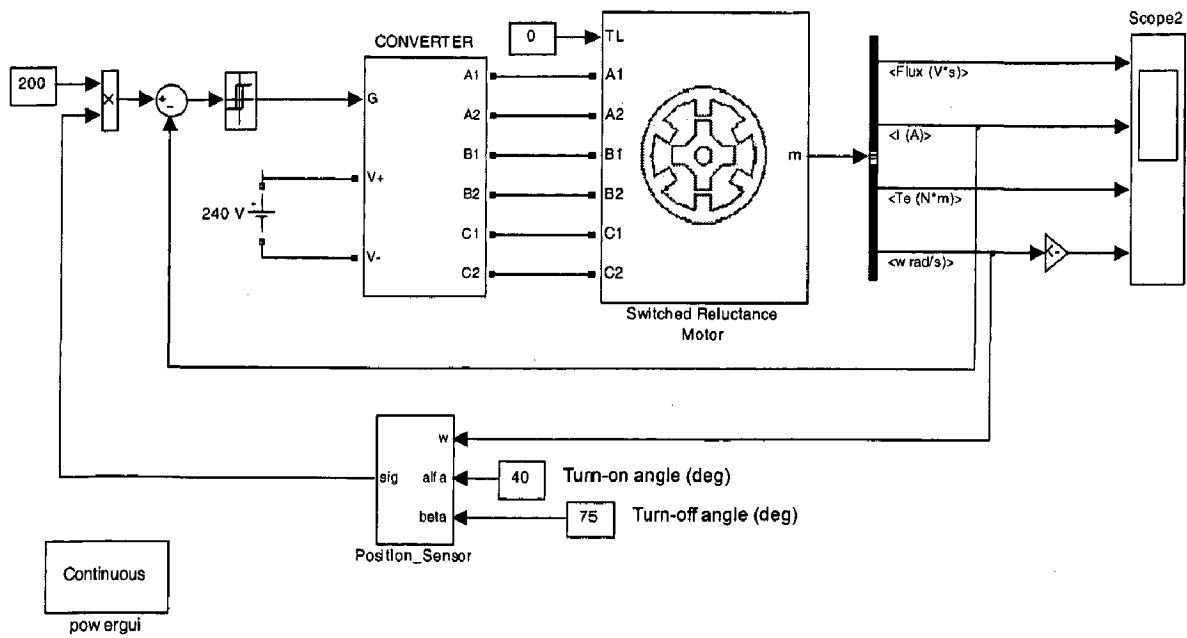 Scope2
CONVERTER
0
TL
200
A1
A1
<Flux (V*s)>
G
A2
A2
<I (A)>
B1
B1
m
V+
B2
B2
<Te (N*m)>
240 V
C1
C1
V-
C2
C2
<w rad/s)>
Switched Reluctance
Motor
w
sig
alfa
40
Turn-on angle (deg)
beta
75
Turn-off angle (deg)
Position_Sensor
Continuous
powergui